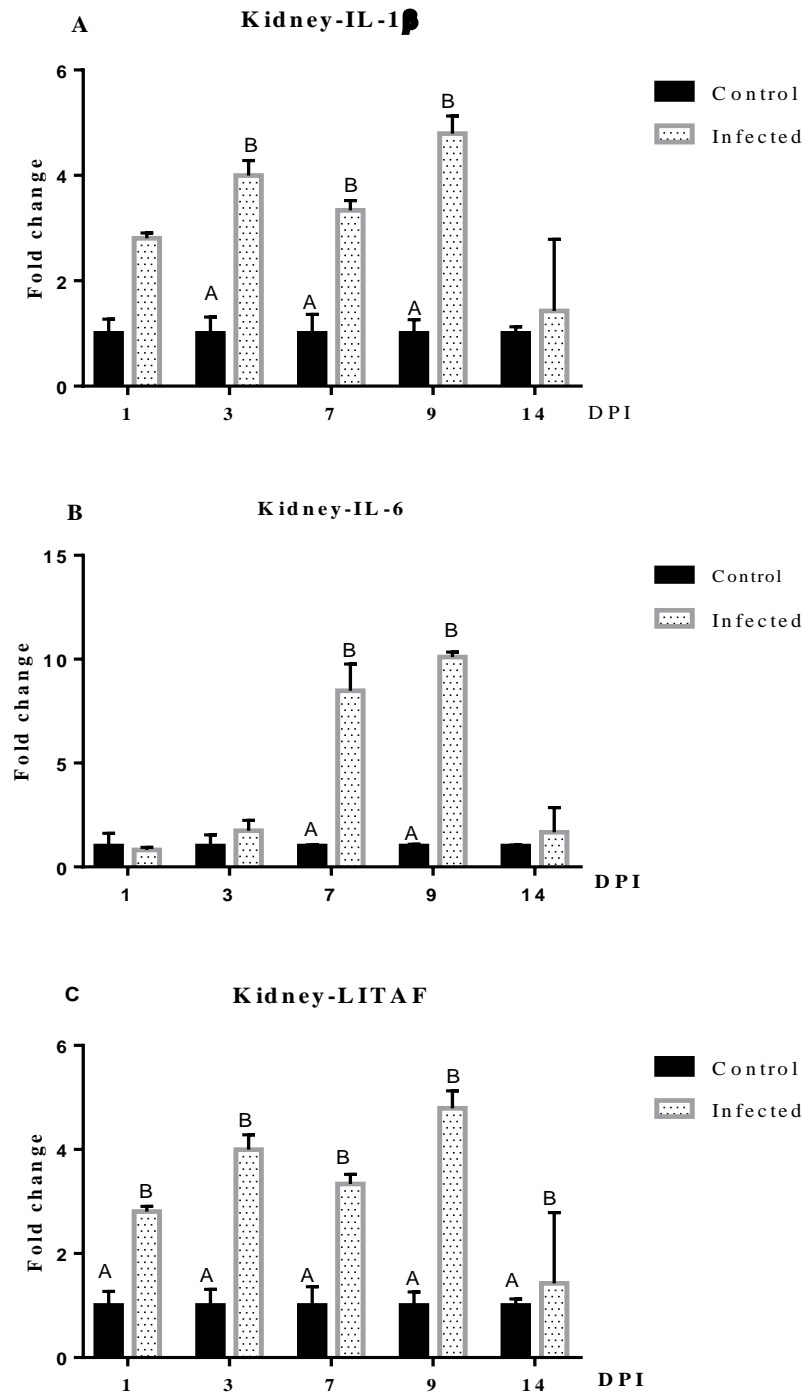 A
Kidney-IL-1β
6
4
2
0
Fold change
B
B
B
A
A
A
1 3 7 9 14 DPI
Control
Infected
B
Kidney-IL-6
15
10
5
0
Fold change
B
B
A
A
1 3 7 9 14 DPI
Control
Infected
C
Kidney-LITAF
6
4
2
0
Fold change
B
B
B
B
B
A
A
A
A
A
1 3 7 9 14 DPI
Control
Infected